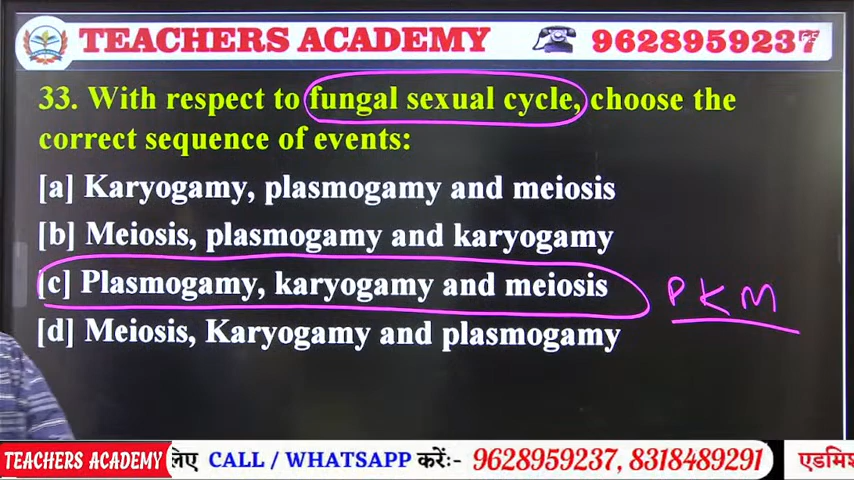 TEACHERS ACADEMY 9628959237
33. With respect to fungal sexual cycle, choose the
correct sequence of events:
[a] Karyogamy, plasmogamy and meiosis
[b] Meiosis, plasmogamy and karyogamy
[c] Plasmogamy, karyogamy and meiosis
PKM
[d] Meiosis, Karyogamy and plasmogamy
TEACHERS ACADEMY लिए CALL / WHATSAPP करें:- 9628959237, 8318489291 एडमिश